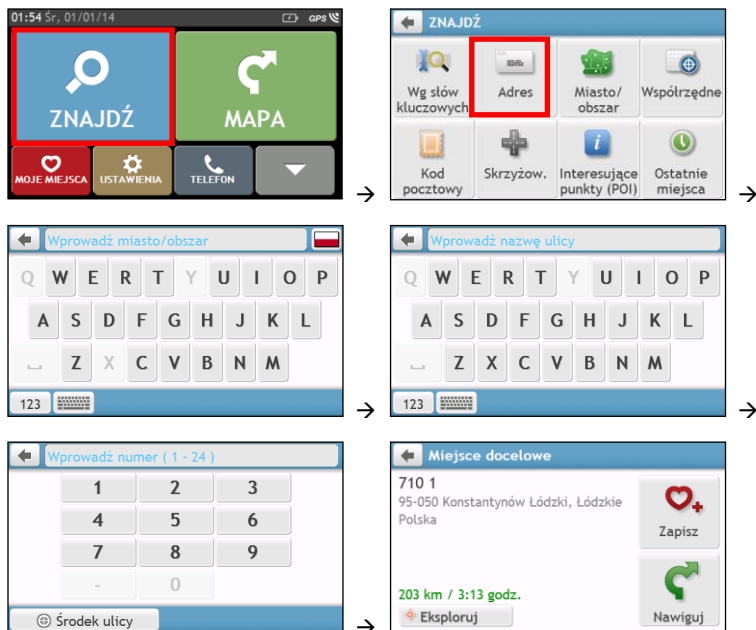 01:54 Śr, 01/01/14 GPS
ZNAJDŹ
MAPA
MOJE MIEJSCA
USTAWIENIA
TELEFON
→
ZNAJDŹ
Wg słów kluczowych
Adres
Miasto/
obszar
Współrzędne
Kod
pocztowy
Skrzyżow.
Interesujące
punkty (POI)
Ostatnie
miejsca
→
Wprowadź miasto/obszar
Q W E R T Y U I O P
A S D F G H J K L
Z X C V B N M
123
→
Wprowadź nazwę ulicy
Q W E R T Y U I O P
A S D F G H J K L
Z X C V B N M
123
→
Wprowadź numer ( 1 - 24 )
1 2 3
4 5 6
7 8 9
- 0
Środek ulicy
→
Miejsce docelowe
710 1
95-050 Konstantynów Łódzki, Łódzkie
Polska
Zapisz
203 km / 3:13 godz.
Eksploruj
Nawiguj